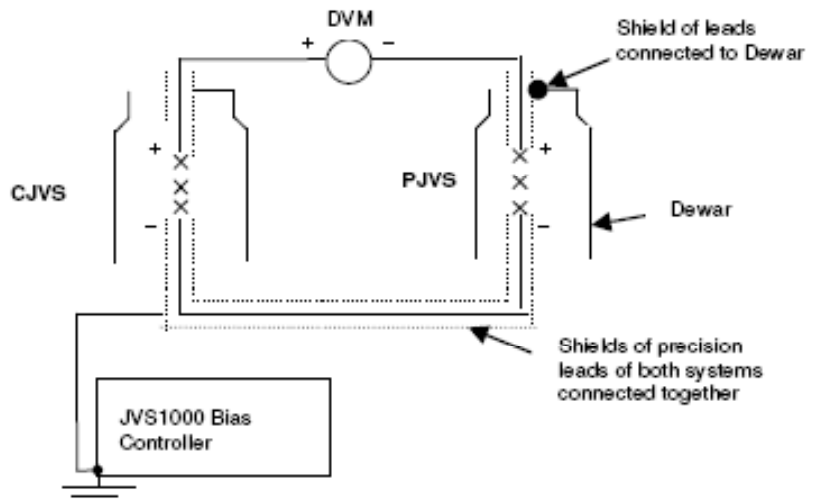 DVM
+ −
Shield of leads
connected to Dewar
+
+
CJVS
PJVS
Dewar
−
−
Shields of precision
leads of both systems
connected together
JVS1000 Bias
Controller